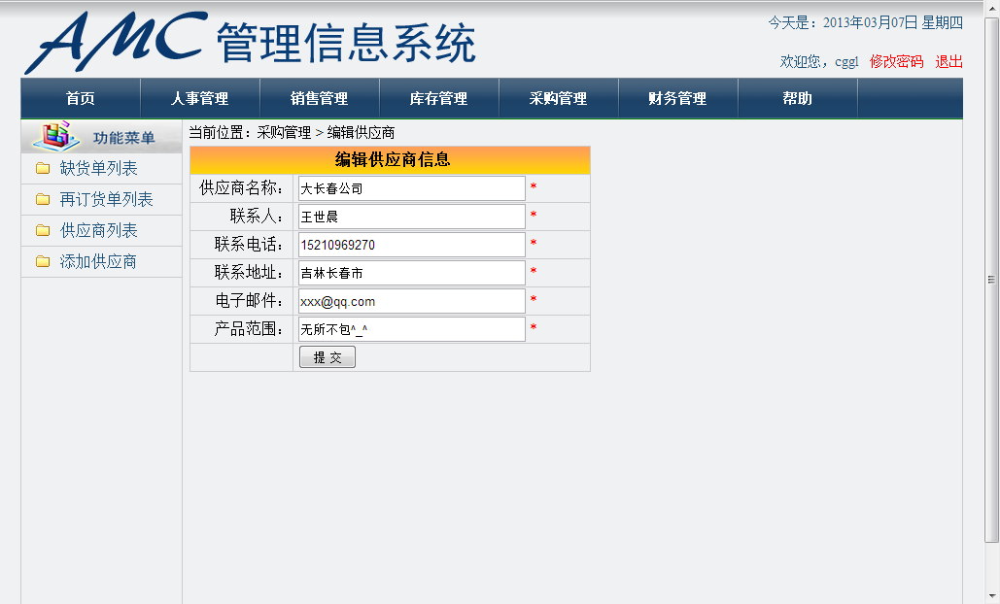 AMC 管理信息系统
今天是：2013年03月07日 星期四
欢迎您，cggl 修改密码 退出
首页 人事管理 销售管理 库存管理 采购管理 财务管理 帮助
功能菜单
缺货单列表
再订货单列表
供应商列表
添加供应商
当前位置：采购管理 > 编辑供应商
编辑供应商信息
供应商名称： 大长春公司 *
联系人： 王世晨 *
联系电话： 15210969270 *
联系地址： 吉林长春市 *
电子邮件： xxx@qq.com *
产品范围： 无所不包^_^ *
提 交